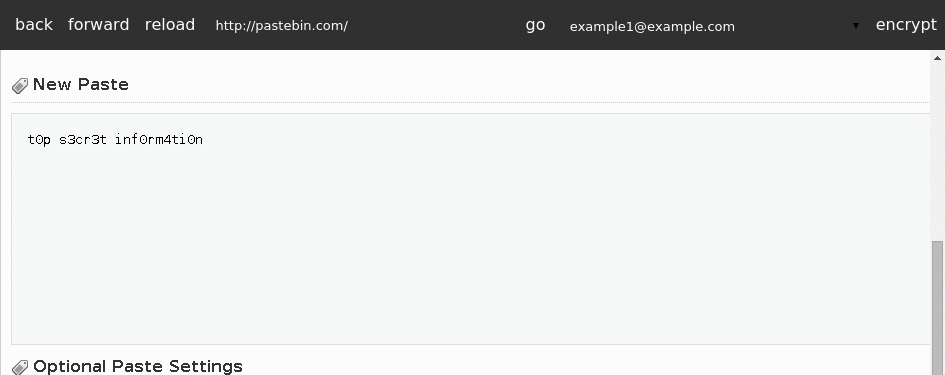 back forward reload http://pastebin.com/ go example1@example.com encrypt
New Paste
t0p s3cr3t inf0rm4ti0n
Optional Paste Settings